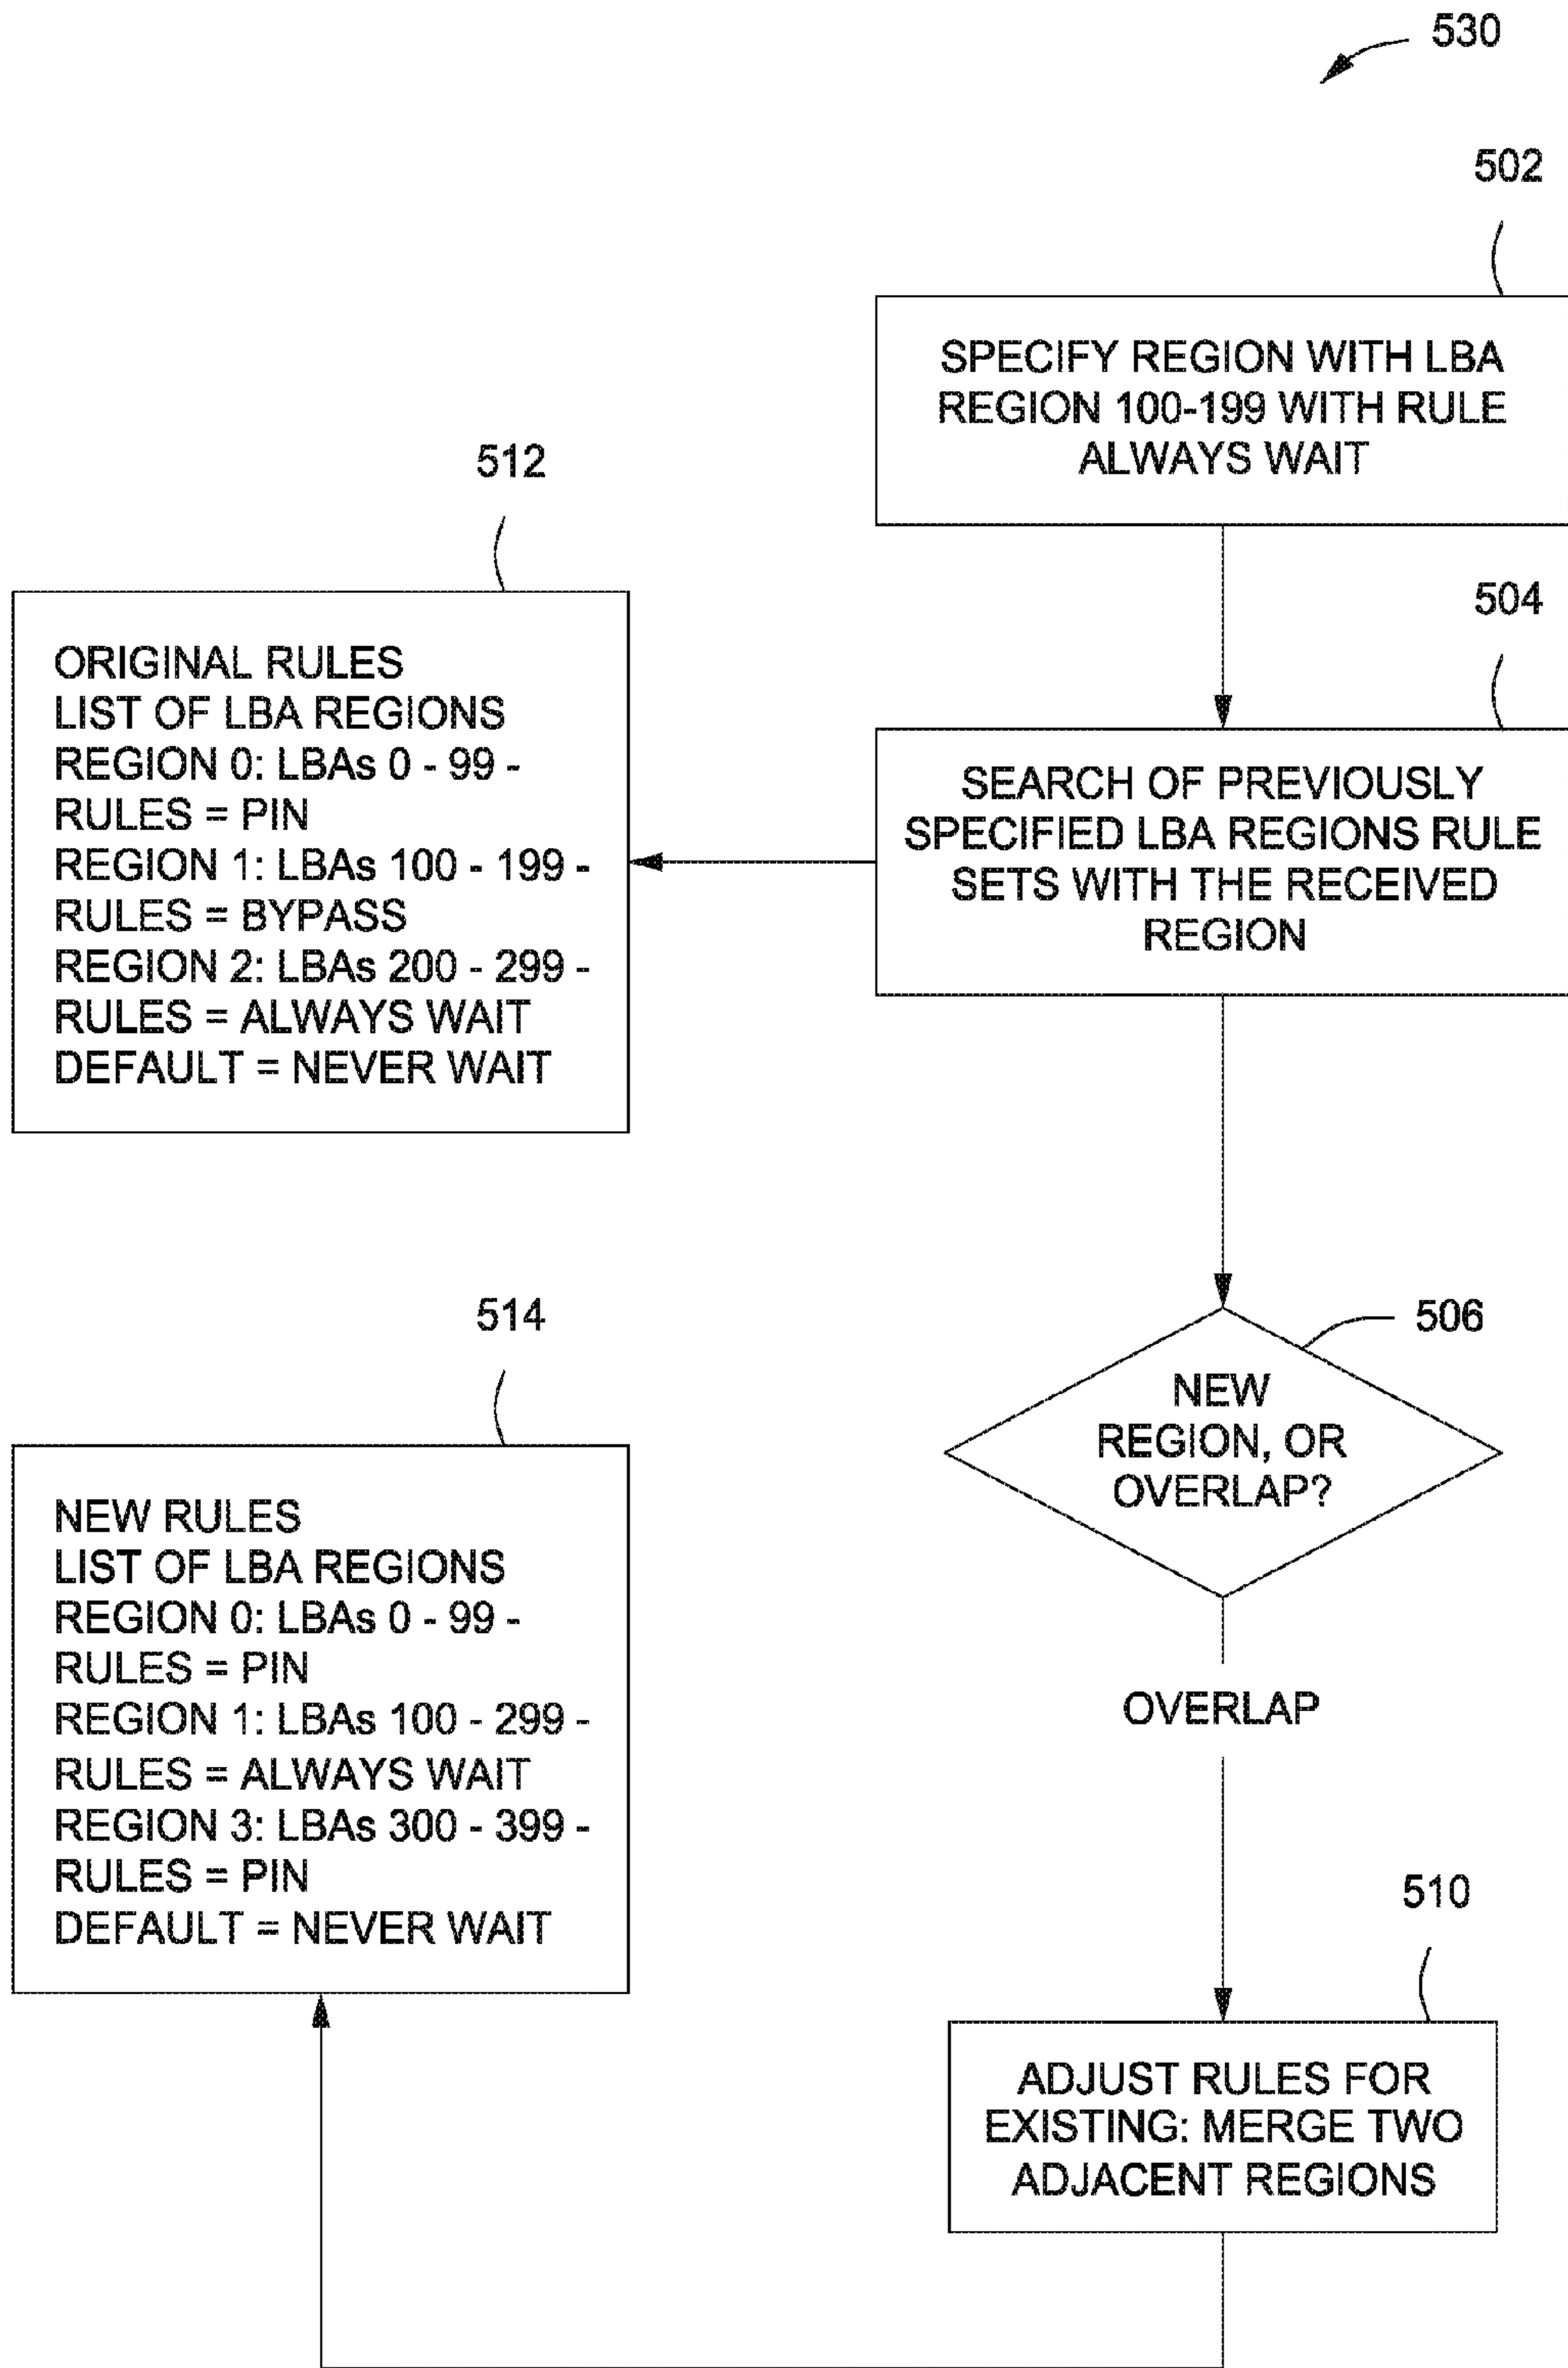 530
502
SPECIFY REGION WITH LBA
REGION 100-199 WITH RULE
ALWAYS WAIT
512
ORIGINAL RULES
LIST OF LBA REGIONS
REGION 0: LBAs 0 - 99 -
RULES = PIN
REGION 1: LBAs 100 - 199 -
RULES = BYPASS
REGION 2: LBAs 200 - 299 -
RULES = ALWAYS WAIT
DEFAULT = NEVER WAIT
504
SEARCH OF PREVIOUSLY
SPECIFIED LBA REGIONS RULE
SETS WITH THE RECEIVED
REGION
506
NEW
REGION, OR
OVERLAP?
OVERLAP
514
NEW RULES
LIST OF LBA REGIONS
REGION 0: LBAs 0 - 99 -
RULES = PIN
REGION 1: LBAs 100 - 299 -
RULES = ALWAYS WAIT
REGION 3: LBAs 300 - 399 -
RULES = PIN
DEFAULT = NEVER WAIT
510
ADJUST RULES FOR
EXISTING: MERGE TWO
ADJACENT REGIONS